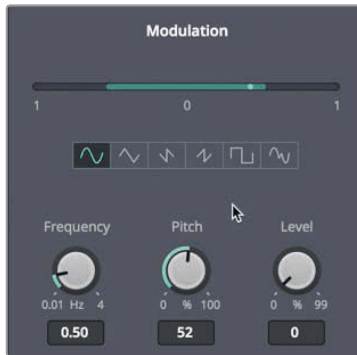 Modulation
1 0 1
Frequency Pitch Level
0.01 Hz 4 0 % 100 0 % 99
0.50 52 0